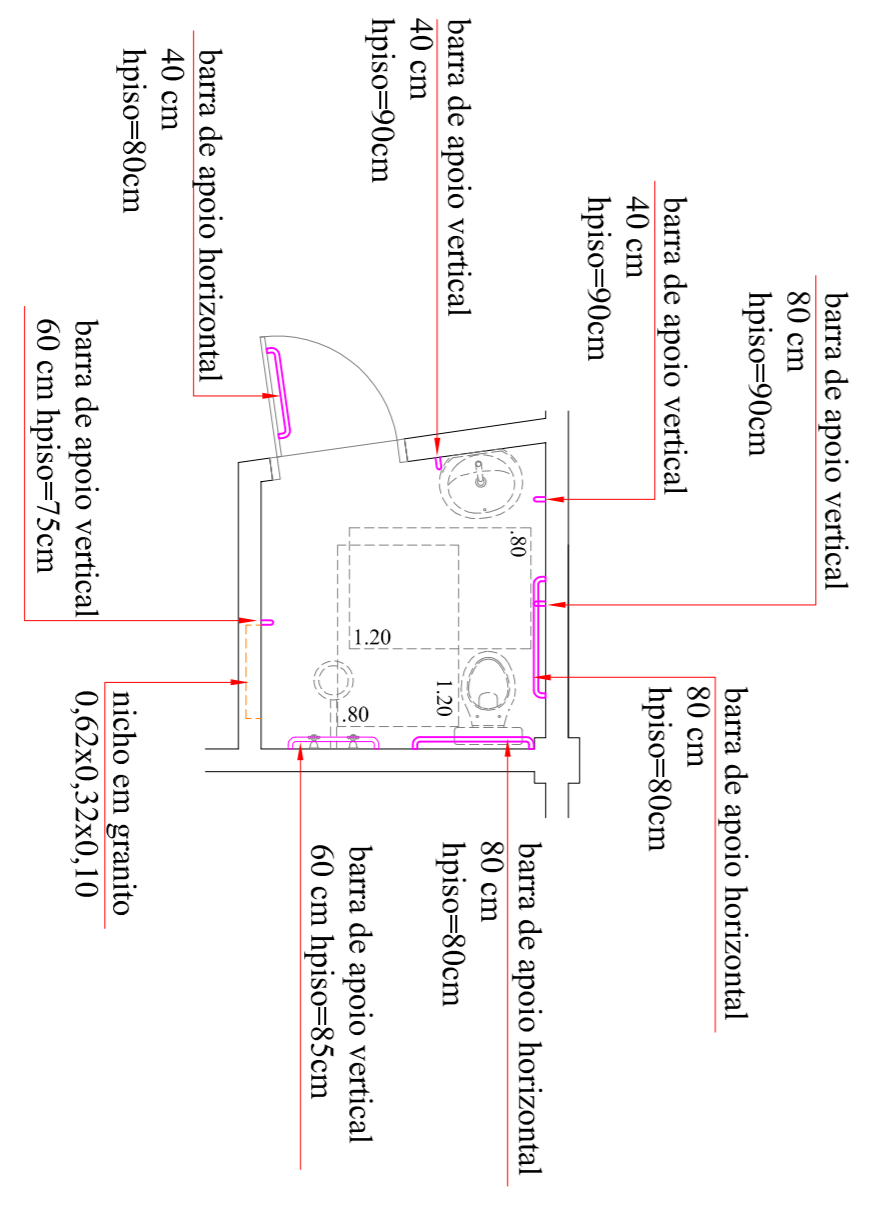 barra de apoio vertical
80 cm
hpiso=90cm
barra de apoio horizontal
80 cm
hpiso=80cm
barra de apoio vertical
40 cm
hpiso=90cm
barra de apoio horizontal
80 cm
hpiso=80cm
.80
barra de apoio vertical
40 cm
hpiso=90cm
1.20
1.20
.80
barra de apoio vertical
60 cm hpiso=85cm
barra de apoio horizontal
40 cm
hpiso=80cm
nicho em granito
0,62x0,32x0,10
barra de apoio vertical
60 cm hpiso=75cm